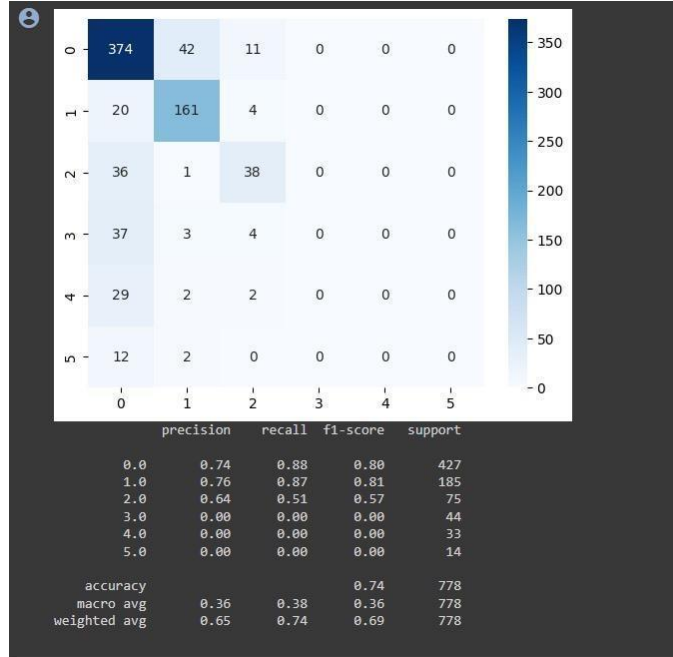 0 374 42 11 0 0 0
1 20 161 4 0 0 0
2 36 1 38 0 0 0
3 37 3 4 0 0 0
4 29 2 2 0 0 0
5 12 2 0 0 0 0
0 1 2 3 4 5
350
300
250
200
150
100
50
0
precision recall f1-score support
0.0 0.74 0.88 0.80 427
1.0 0.76 0.87 0.81 185
2.0 0.64 0.51 0.57 75
3.0 0.00 0.00 0.00 44
4.0 0.00 0.00 0.00 33
5.0 0.00 0.00 0.00 14
accuracy 0.74 778
macro avg 0.36 0.38 0.36 778
weighted avg 0.65 0.74 0.69 778